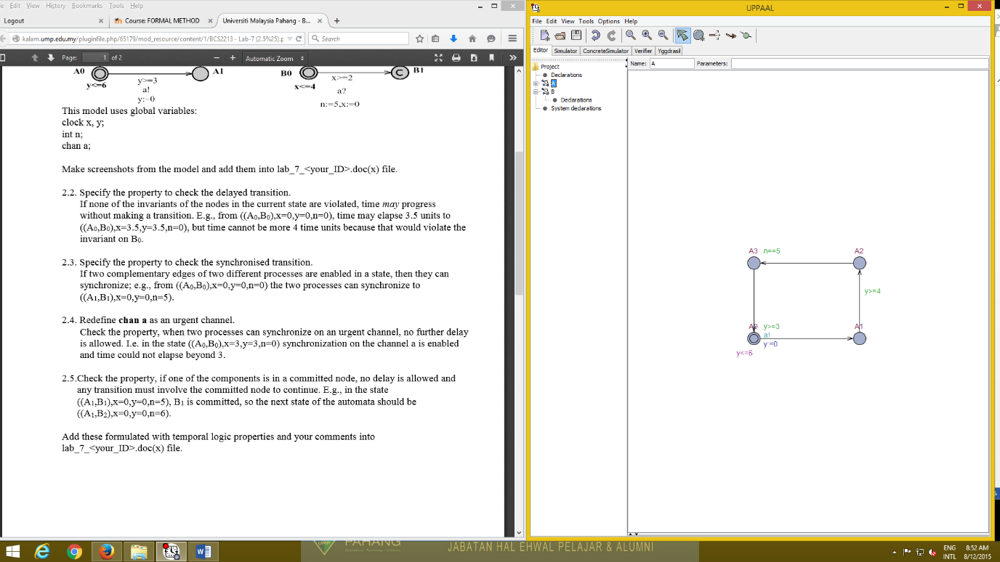 Edit View History Bookmarks Tools Help
Logout
Course: FORMAL METHOD
Universiti Malaysia Pahang - B...
kalam.ump.edu.my/pluginfile.php/65179/mod_resource/content/1/BCS2213 - Lab-7 (2.5%25).p
Search
Page: 1 of 2
Automatic Zoom
A0
A1
B0
B1
y<=6
y>=3
a!
y:=0
x<=4
x>=2
a?
n:=5,x:=0
C
This model uses global variables:
clock x, y;
int n;
chan a;
Make screenshots from the model and add them into lab_7_<your_ID>.doc(x) file.
2.2. Specify the property to check the delayed transition.
If none of the invariants of the nodes in the current state are violated, time may progress
without making a transition. E.g., from ((A0,B0),x=0,y=0,n=0), time may elapse 3.5 units to
((A0,B0),x=3.5,y=3.5,n=0), but time cannot be more 4 time units because that would violate the
invariant on B0.
2.3. Specify the property to check the synchronised transition.
If two complementary edges of two different processes are enabled in a state, then they can
synchronize; e.g., from ((A0,B0),x=0,y=0,n=0) the two processes can synchronize to
((A1,B1),x=0,y=0,n=5).
2.4. Redefine chan a as an urgent channel.
Check the property, when two processes can synchronize on an urgent channel, no further delay
is allowed. I.e. in the state ((A0,B0),x=3,y=3,n=0) synchronization on the channel a is enabled
and time could not elapse beyond 3.
2.5.Check the property, if one of the components is in a committed node, no delay is allowed and
any transition must involve the committed node to continue. E.g., in the state
((A1,B1),x=0,y=0,n=5), B1 is committed, so the next state of the automata should be
((A1,B2),x=0,y=0,n=6).
Add these formulated with temporal logic properties and your comments into
lab_7_<your_ID>.doc(x) file.
UPPAAL
File Edit View Tools Options Help
Editor Simulator ConcreteSimulator Verifier Yggdrasil
Project
Declarations
A
B
Declarations
System declarations
Name: A Parameters:
A3 n==5
A2
y>=4
A0 y>=3
A1
a!
y:=0
y<=6
UMP
PAHANG
JABATAN HAL EHWAL PELAJAR & ALUMNI
ENG
INTL
8:52 AM
8/12/2015